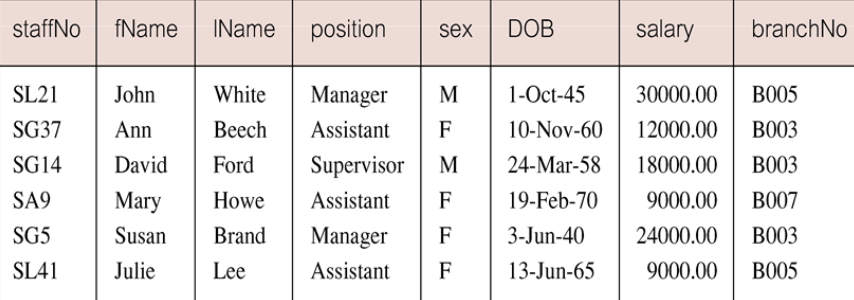 staffNo fName lName position sex DOB salary branchNo
SL21 John White Manager M 1-Oct-45 30000.00 B005
SG37 Ann Beech Assistant F 10-Nov-60 12000.00 B003
SG14 David Ford Supervisor M 24-Mar-58 18000.00 B003
SA9 Mary Howe Assistant F 19-Feb-70 9000.00 B007
SG5 Susan Brand Manager F 3-Jun-40 24000.00 B003
SL41 Julie Lee Assistant F 13-Jun-65 9000.00 B005